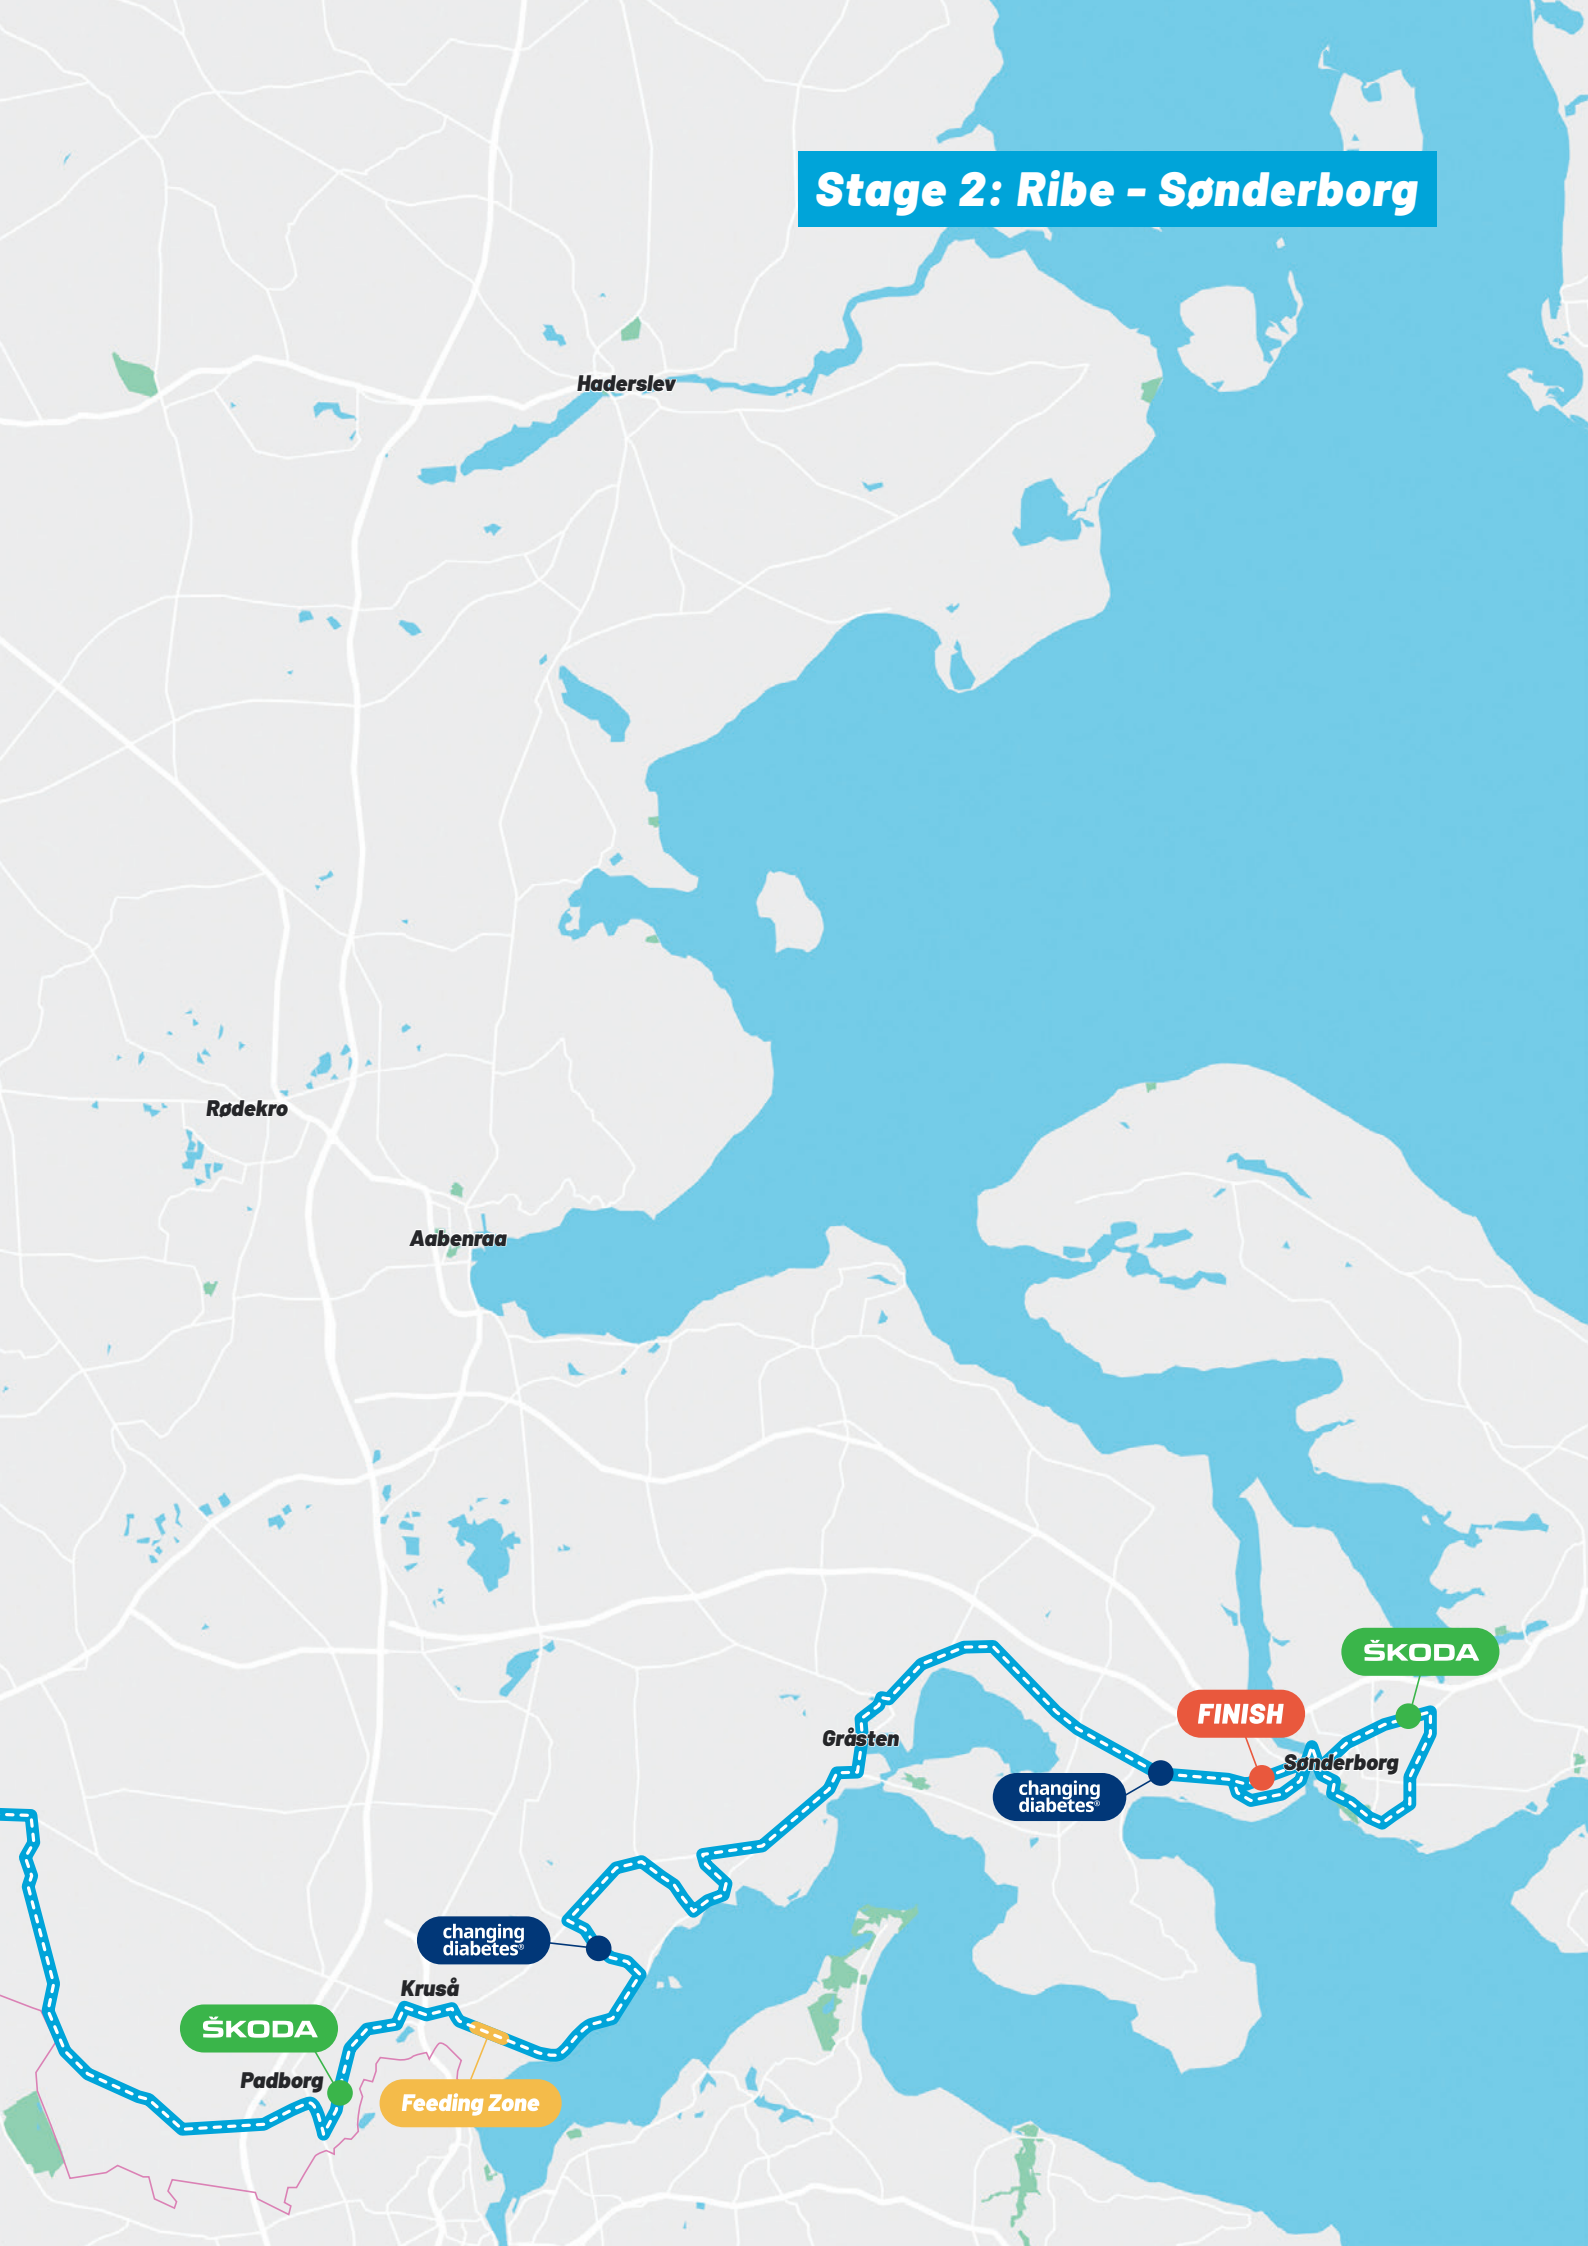 Stage 2: Ribe - Sønderborg
Haderslev
Rødekro
Aabenraa
ŠKODA
FINISH
Gråsten
Sønderborg
changing
diabetes®
changing
diabetes®
Kruså
ŠKODA
Padborg
Feeding Zone